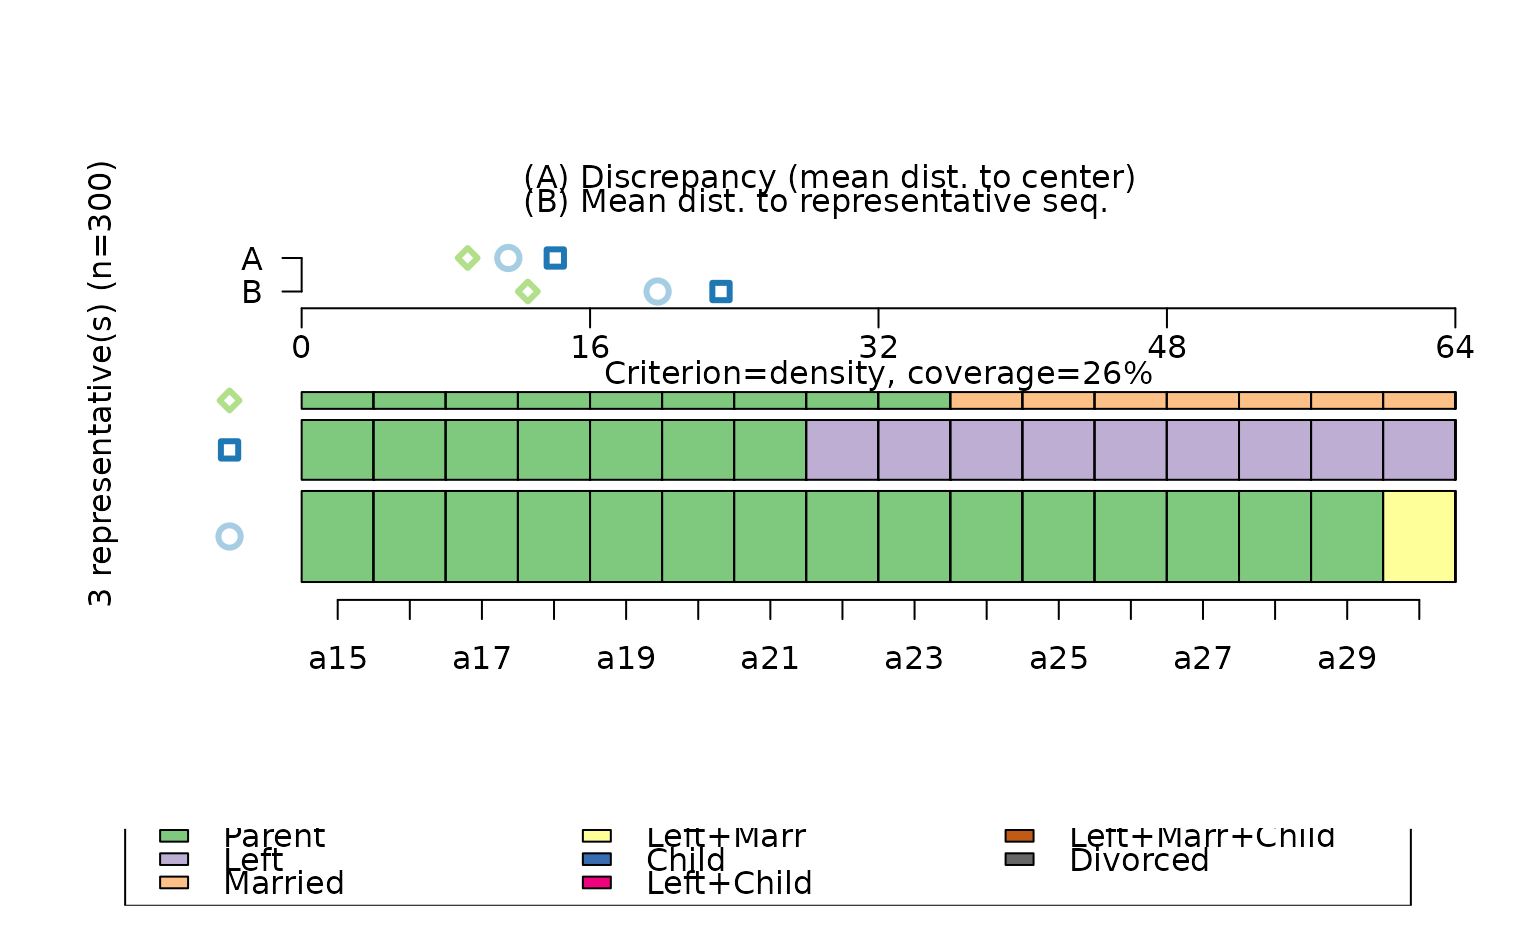 (A) Discrepancy (mean dist. to center)
(B) Mean dist. to representative seq.
A
B
0 16 32 48 64
Criterion=density, coverage=26%
3 representative(s) (n=300)
a15 a17 a19 a21 a23 a25 a27 a29
Parent Left+Marr Left+Marr+Child
Left Child Divorced
Married Left+Child